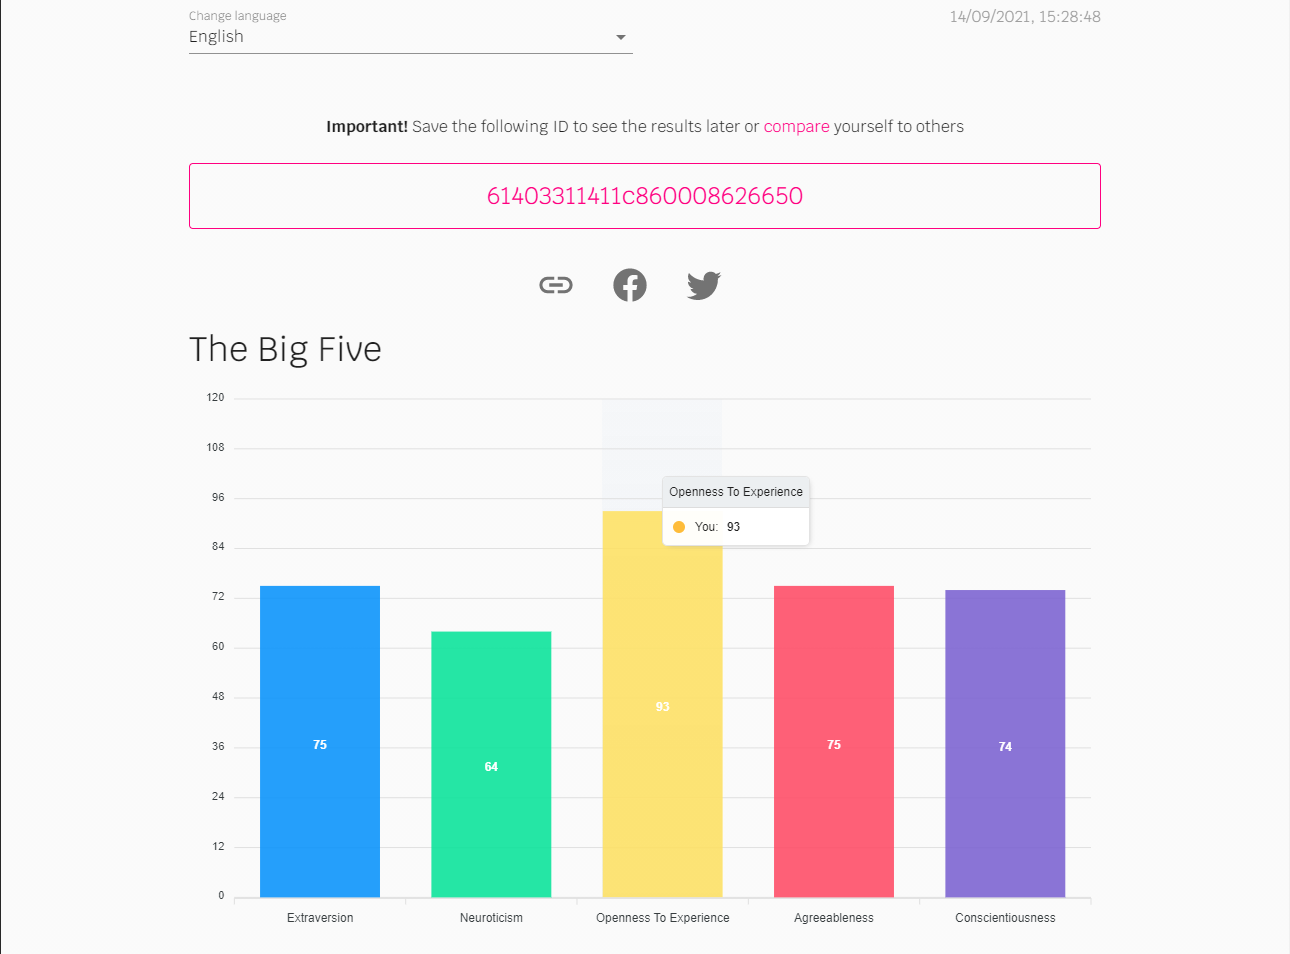 Change language
14/09/2021, 15:28:48
English
Important! Save the following ID to see the results later or compare yourself to others
61403311411c860008626650
The Big Five
120
108
96
84
72
60
48
36
24
12
0
Openness To Experience
You: 93
75
64
93
75
74
Extraversion
Neuroticism
Openness To Experience
Agreeableness
Conscientiousness